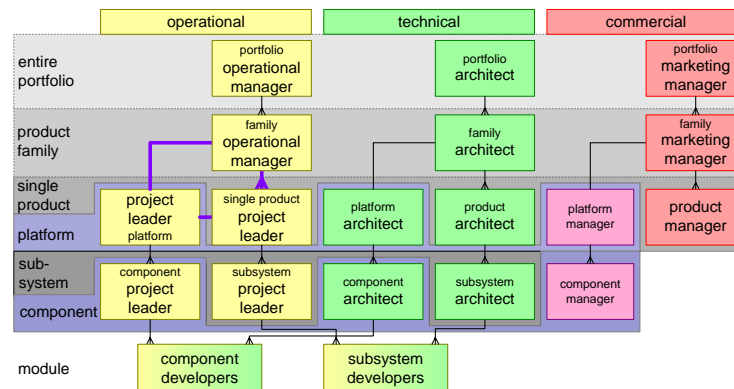 operational
technical
commercial
entire
portfolio
portfolio
operational
manager
portfolio
architect
portfolio
marketing
manager
product
family
family
operational
manager
family
architect
family
marketing
manager
single
product
platform
project
leader
platform
single product
project
leader
platform
architect
product
architect
platform
manager
product
manager
sub-
system
component
component
project
leader
subsystem
project
leader
component
architect
subsystem
architect
component
manager
module
component
developers
subsystem
developers